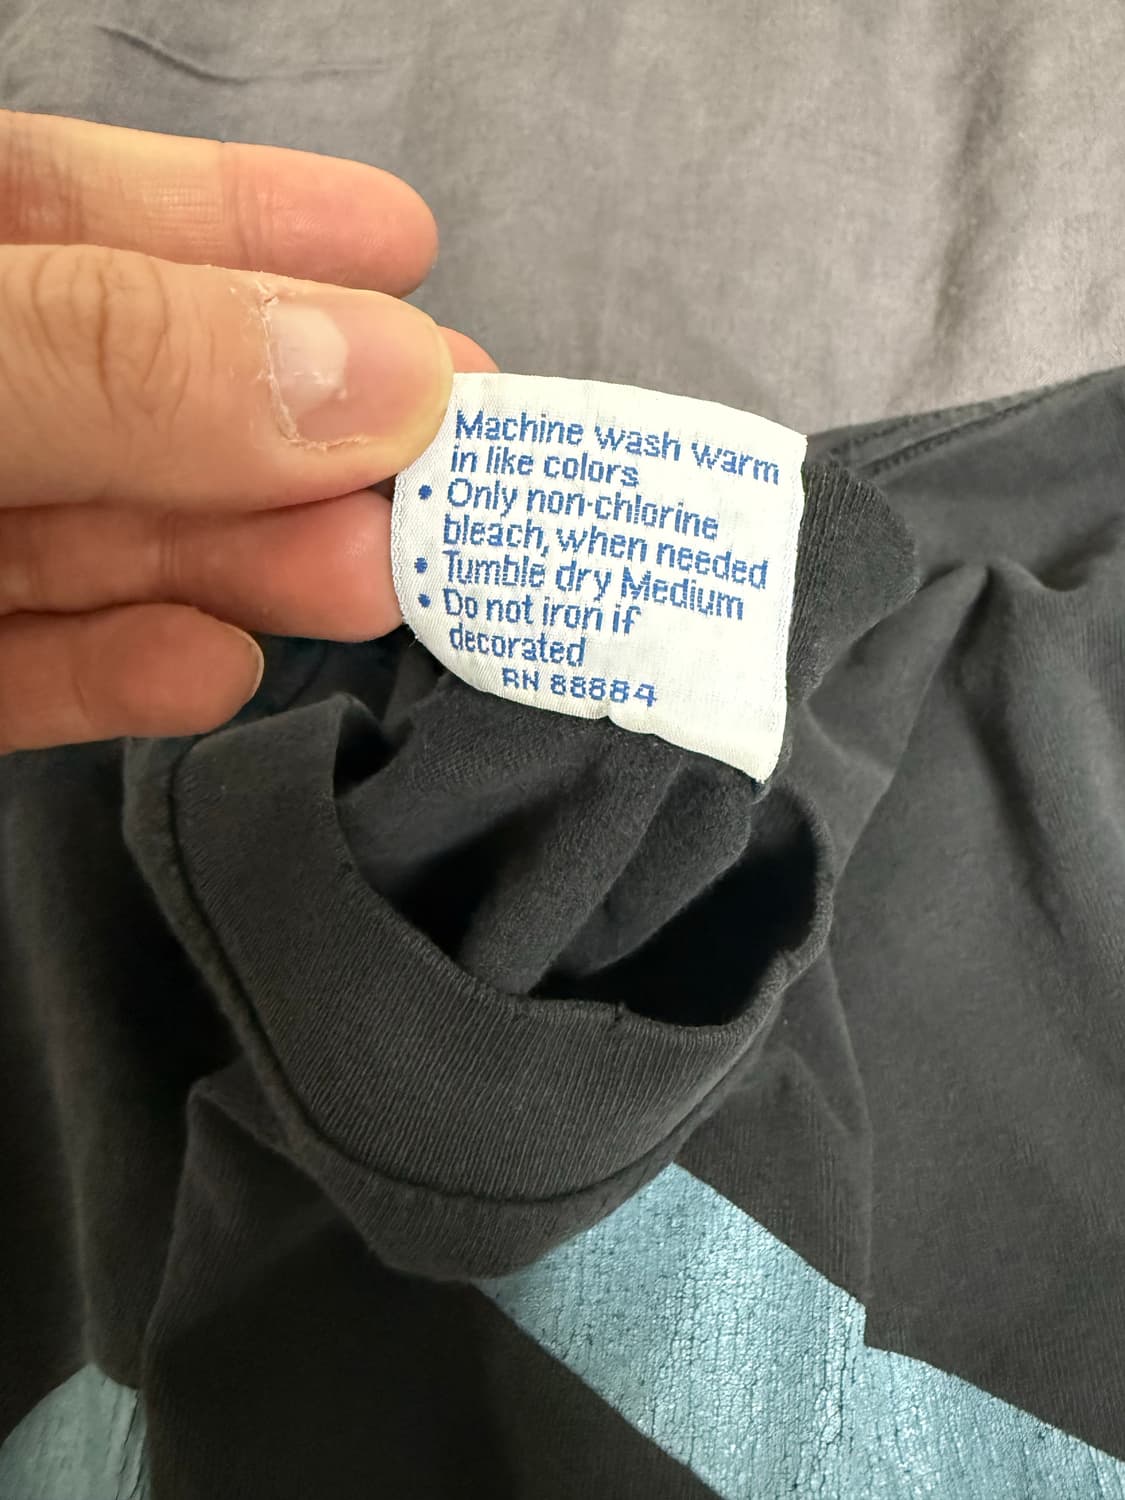 Machine wash warm
in like colors
• Only non-chlorine
bleach, when needed
• Tumble dry Medium
• Do not iron if
decorated
RN 88884